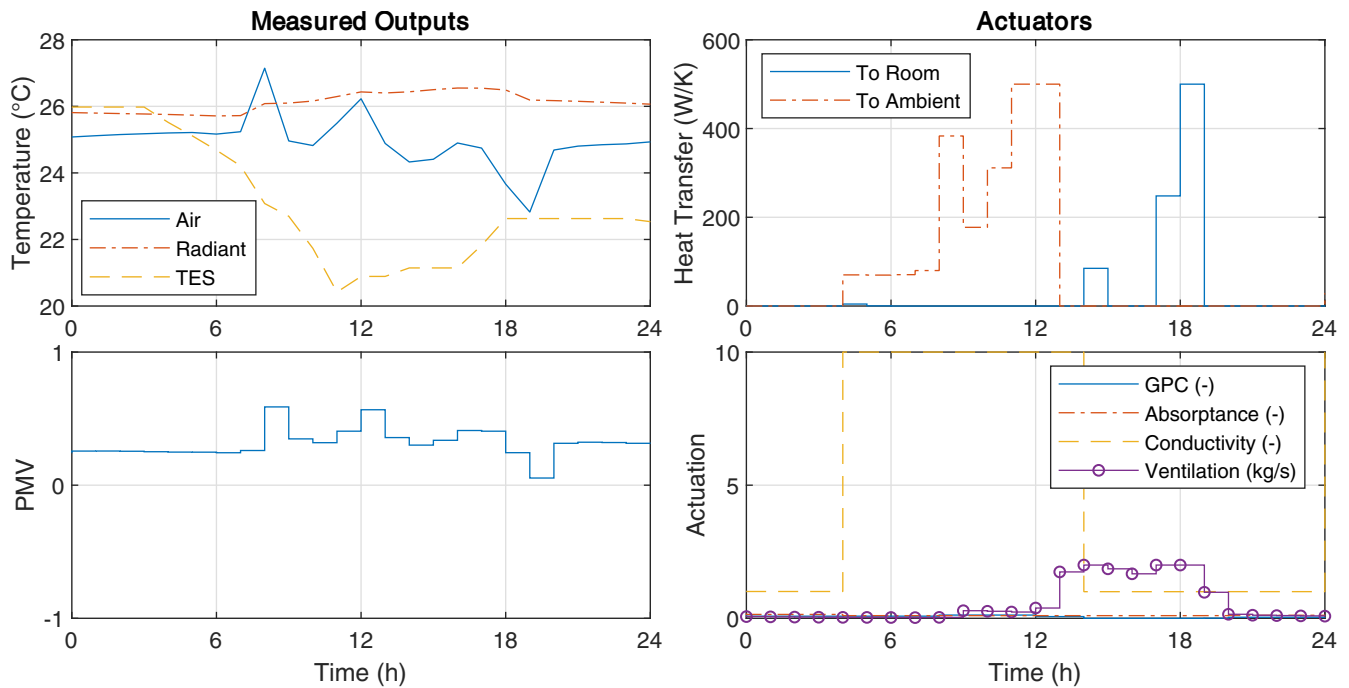 Measured Outputs
Temperature (°C)
28
26
24
22
20
Air
Radiant
TES
0
6
12
18
24
Actuators
Heat Transfer (W/K)
600
400
200
0
To Room
To Ambient
0
6
12
18
24
PMV
1
0
-1
0
6
12
18
24
Time (h)
Actuation
10
5
0
GPC (-)
Absorptance (-)
Conductivity (-)
Ventilation (kg/s)
0
6
12
18
24
Time (h)